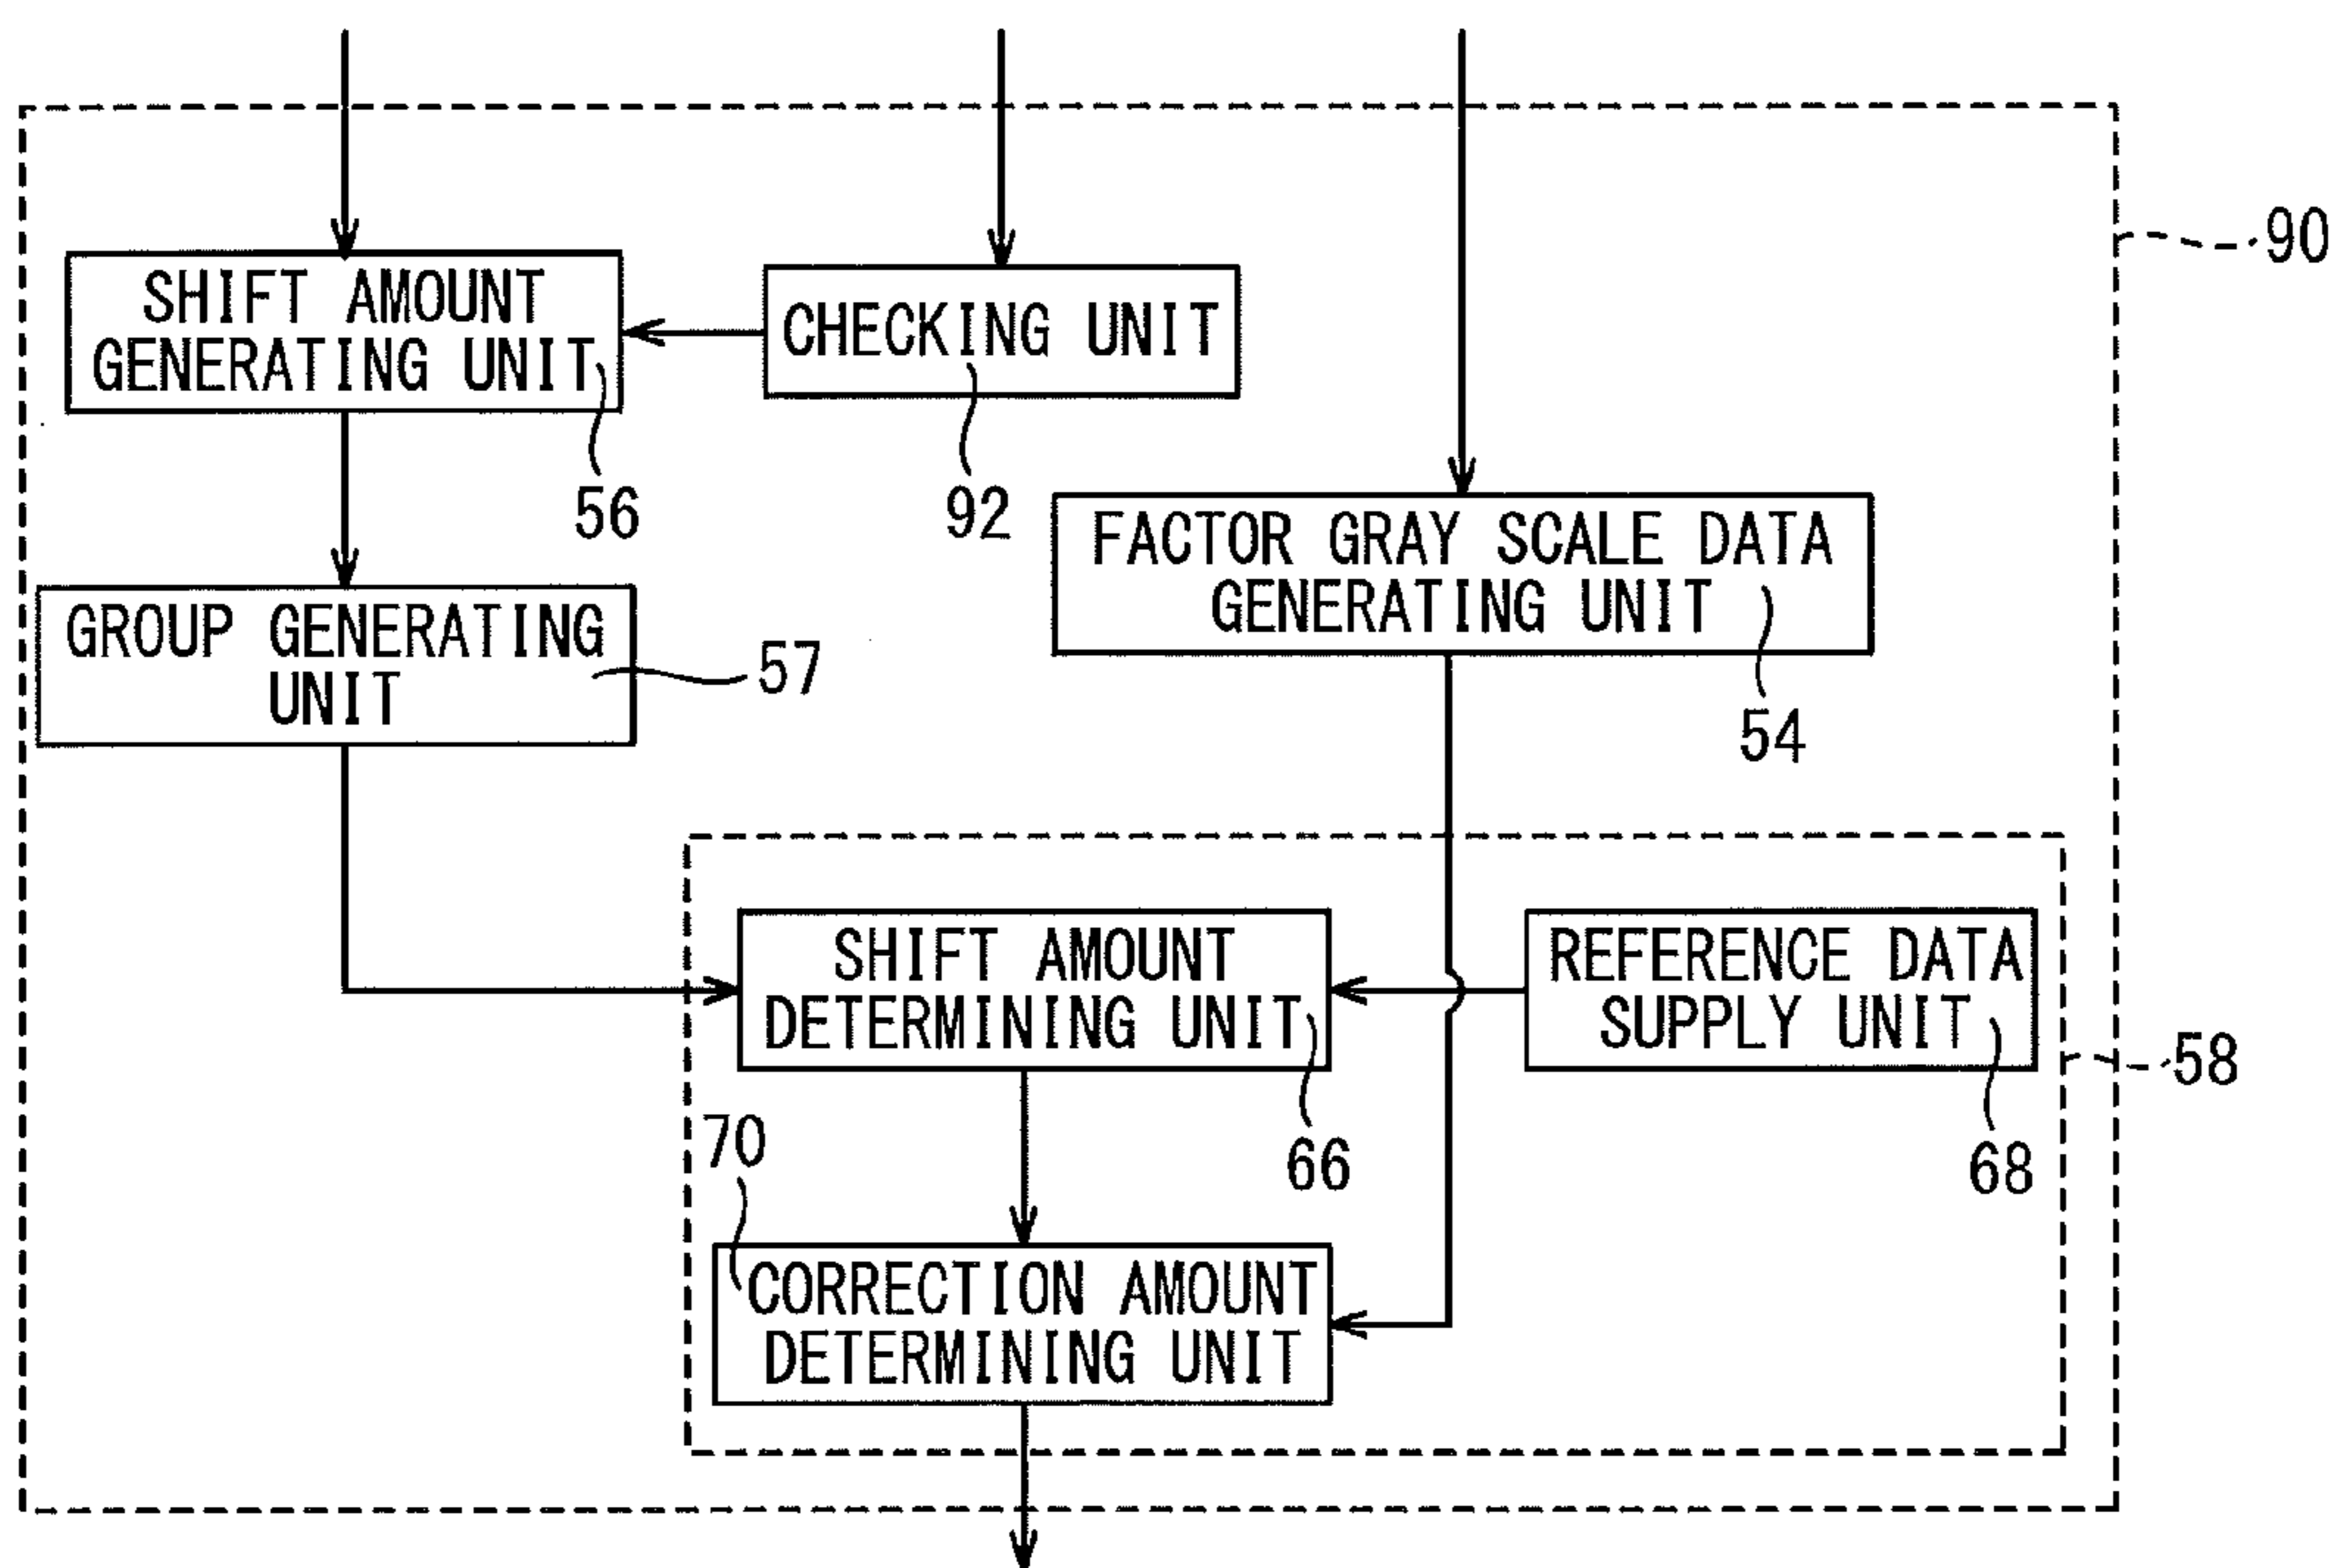 90
SHIFT AMOUNT
GENERATING UNIT
CHECKING UNIT
56
92
FACTOR GRAY SCALE DATA
GENERATING UNIT
GROUP GENERATING
UNIT
57
54
SHIFT AMOUNT
DETERMINING UNIT
REFERENCE DATA
SUPPLY UNIT
58
70
66
68
CORRECTION AMOUNT
DETERMINING UNIT